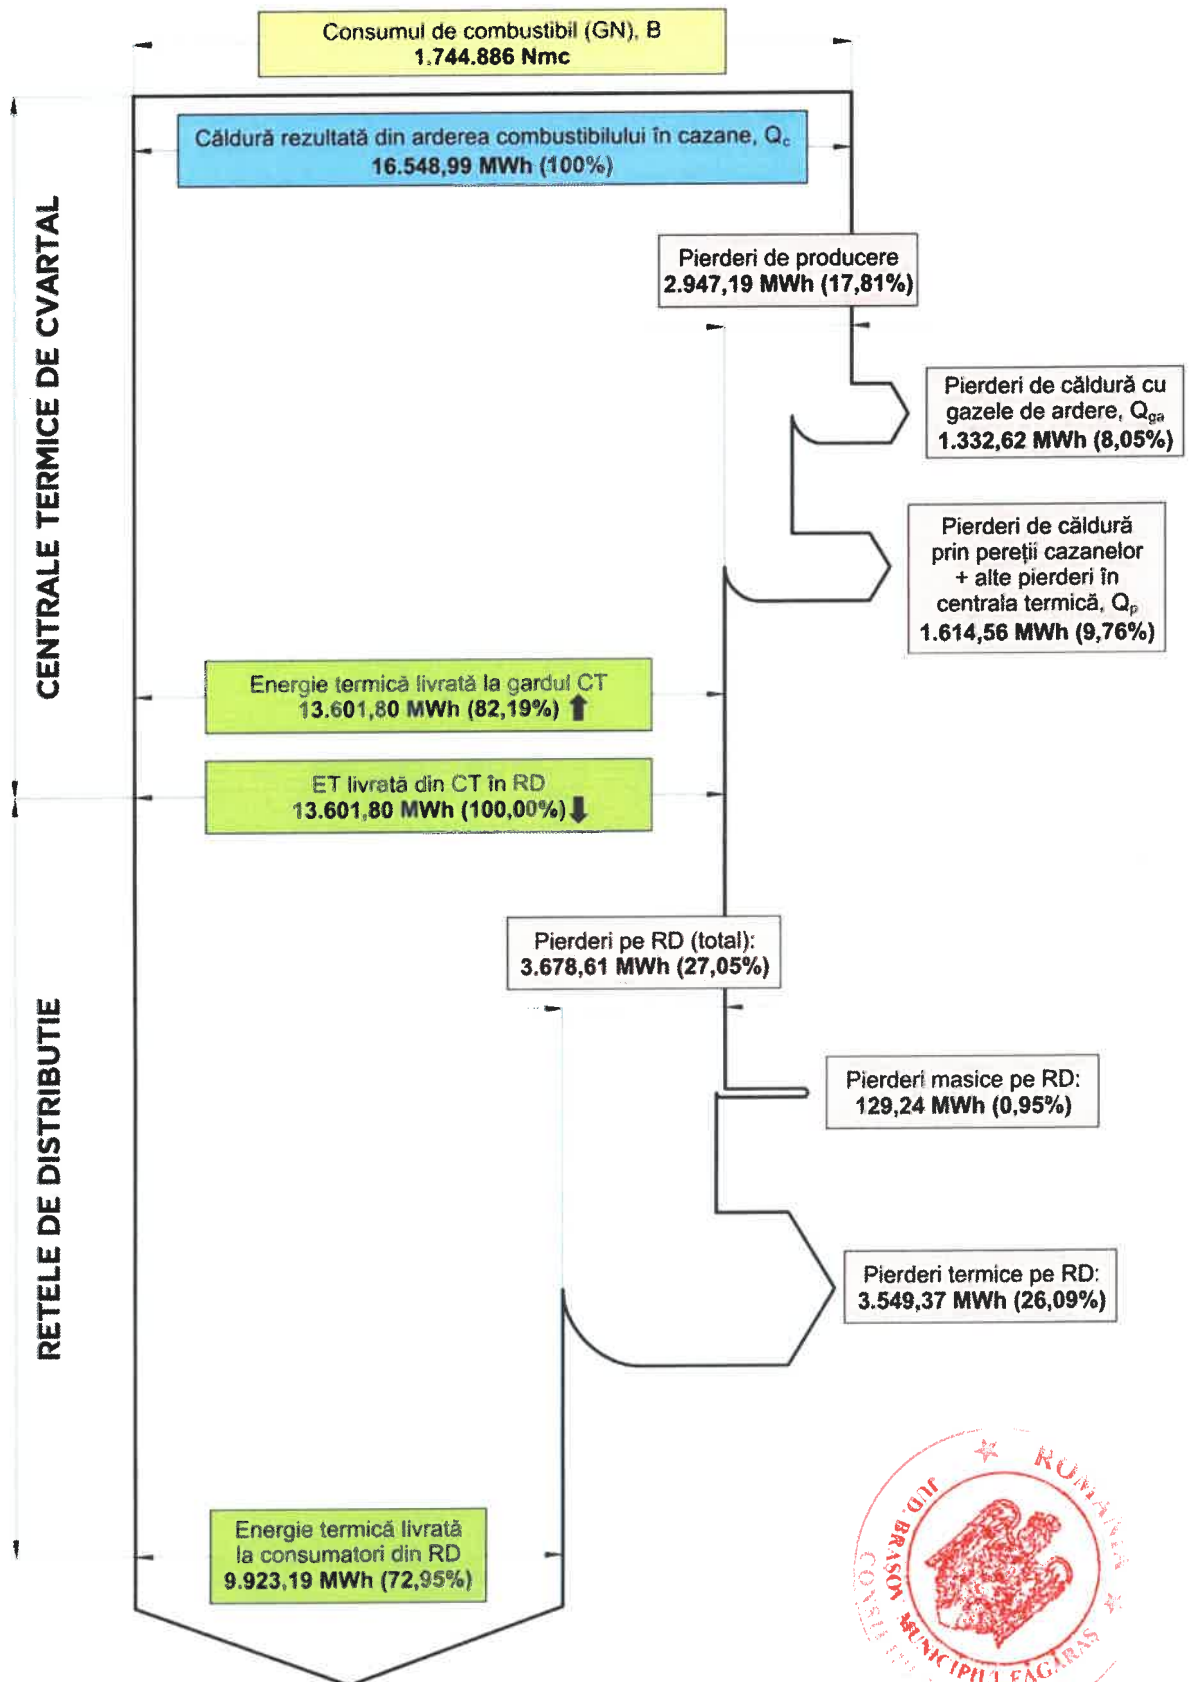 Consumul de combustibil (GN), B
1.744.886 Nmc
Căldură rezultată din arderea combustibilului în cazane, Qc
16.548,99 MWh (100%)
CENTRALE TERMICE DE CVARTAL
Pierderi de producere
2.947,19 MWh (17,81%)
Pierderi de căldură cu
gazele de ardere, Qga
1.332,62 MWh (8,05%)
Pierderi de căldură
prin pereții cazanelor
+ alte pierderi în
centrala termică, Qp
1.614,56 MWh (9,76%)
Energie termică livrată la gardul CT
13.601,80 MWh (82,19%)
ET livrată din CT în RD
13.601,80 MWh (100,00%)
RETELE DE DISTRIBUTIE
Pierderi pe RD (total):
3.678,61 MWh (27,05%)
Pierderi masice pe RD:
129,24 MWh (0,95%)
Pierderi termice pe RD:
3.549,37 MWh (26,09%)
Energie termică livrată
la consumatori din RD
9.923,19 MWh (72,95%)
ROMÂNIA
JUD. BRAȘOV
MUNICIPIUL FĂGĂRAȘ